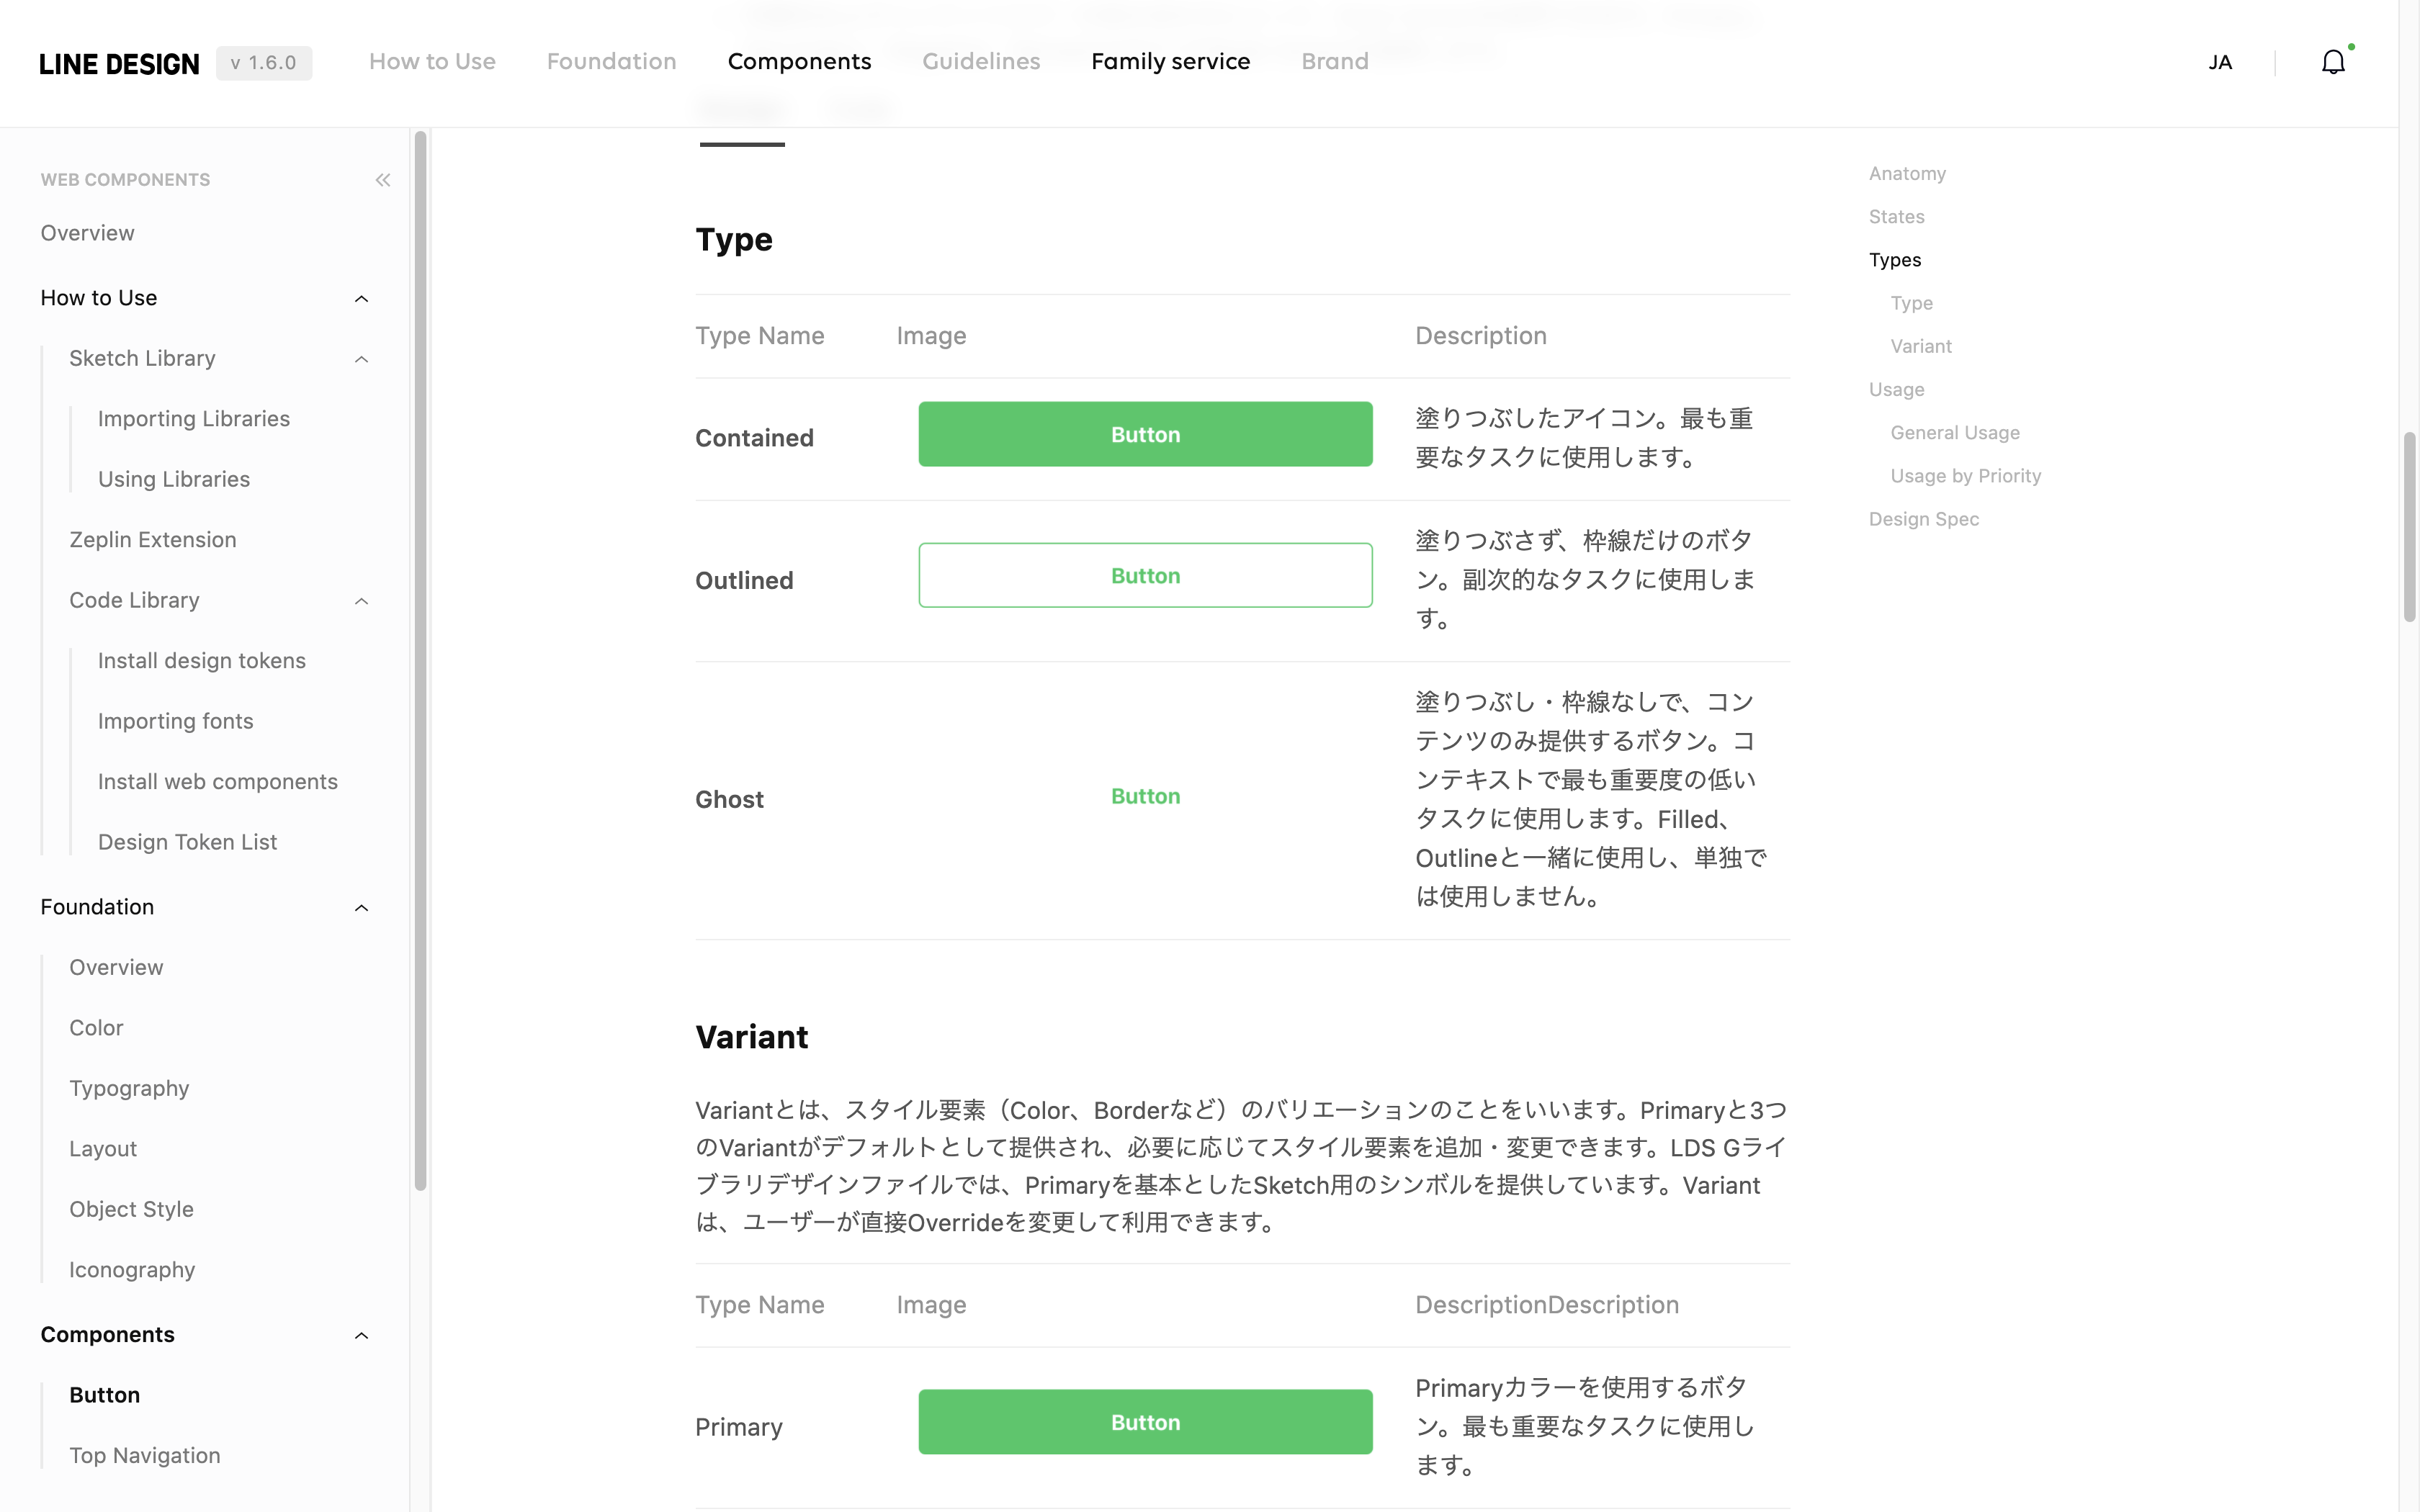 LINE DESIGN v 1.6.0 How to Use Foundation Components Guidelines Family service Brand JA
WEB COMPONENTS
Overview
How to Use
Sketch Library
Importing Libraries
Using Libraries
Zeplin Extension
Code Library
Install design tokens
Importing fonts
Install web components
Design Token List
Foundation
Overview
Color
Typography
Layout
Object Style
Iconography
Components
Button
Top Navigation
Type
Type Name Image Description
Contained Button
塗りつぶしたアイコン。最も重
要なタスクに使用します。
Outlined Button
塗りつぶさず、枠線だけのボタ
ン。副次的なタスクに使用しま
す。
Ghost Button
塗りつぶし・枠線なしで、コン
テンツのみ提供するボタン。コ
ンテキストで最も重要度の低い
タスクに使用します。Filled、
Outlineと一緒に使用し、単独で
は使用しません。
Variant
Variantとは、スタイル要素（Color、Borderなど）のバリエーションのことをいいます。Primaryと3つ
のVariantがデフォルトとして提供され、必要に応じてスタイル要素を追加・変更できます。LDS Gライ
ブラリデザインファイルでは、Primaryを基本としたSketch用のシンボルを提供しています。Variant
は、ユーザーが直接Overrideを変更して利用できます。
Type Name Image DescriptionDescription
Primary Button
Primaryカラーを使用するボタ
ン。最も重要なタスクに使用し
ます。
Anatomy
States
Types
Type
Variant
Usage
General Usage
Usage by Priority
Design Spec